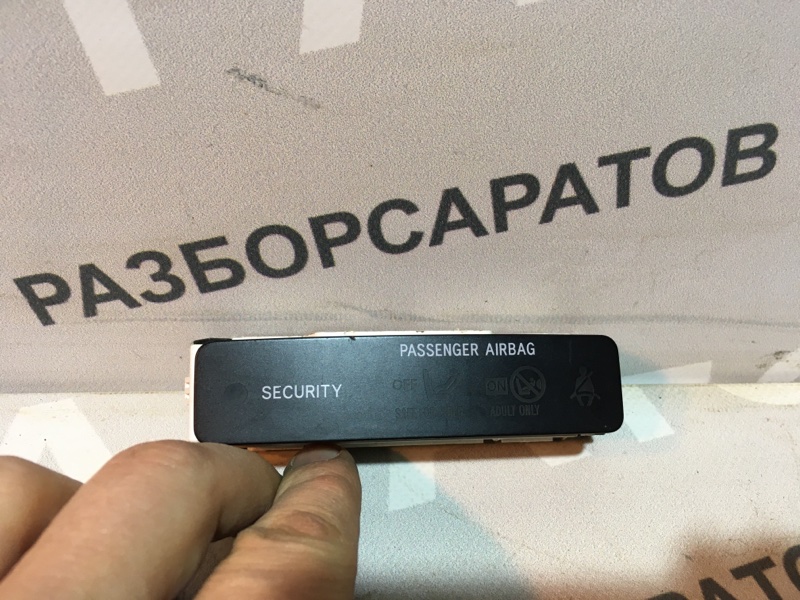 РАЗБОРСАРАТОВ
PASSENGER AIRBAG
SECURITY
OFF
ON
ADULT ONLY